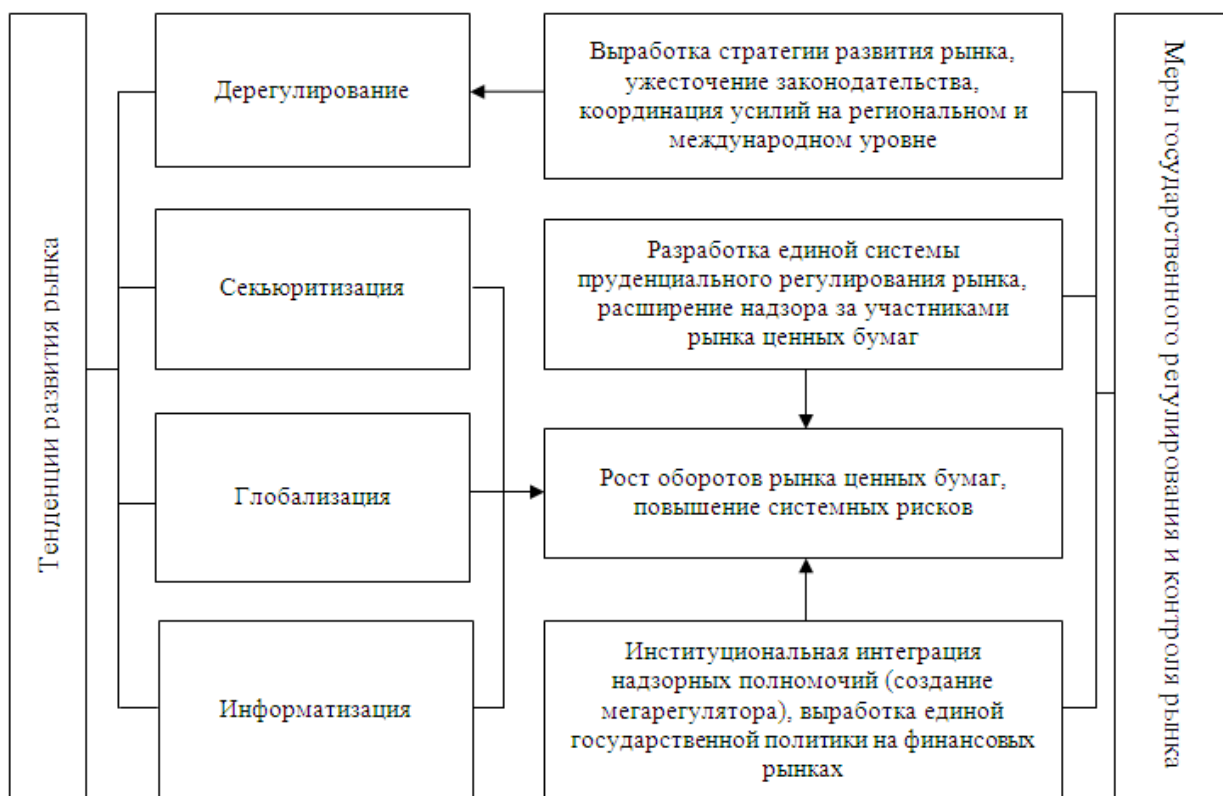 Тенденции развития рынка
Дерегулирование
Секьюритизация
Глобализация
Информатизация
Выработка стратегии развития рынка,
ужесточение законодательства,
координация усилий на региональном и
международном уровне
Разработка единой системы
пруденциального регулирования рынка,
расширение надзора за участниками
рынка ценных бумаг
Рост оборотов рынка ценных бумаг,
повышение системных рисков
Институциональная интеграция
надзорных полномочий (создание
мегарегулятора), выработка единой
государственной политики на финансовых
рынках
Меры государственного регулирования и контроля рынка